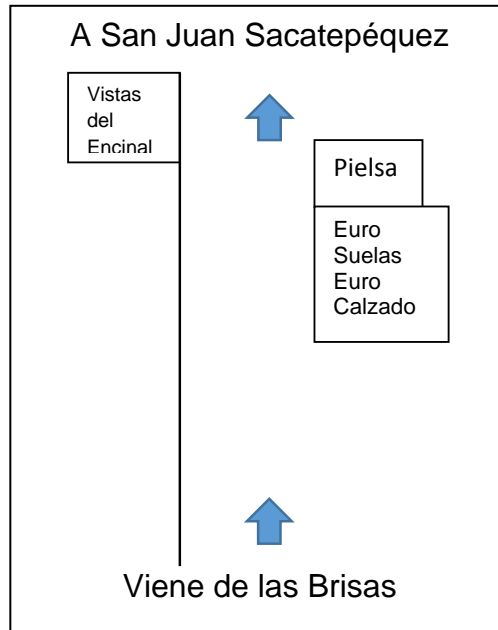 A San Juan Sacatepéquez
Vistas
del
Encinal
Pielsa
Euro
Suelas
Euro
Calzado
Viene de las Brisas